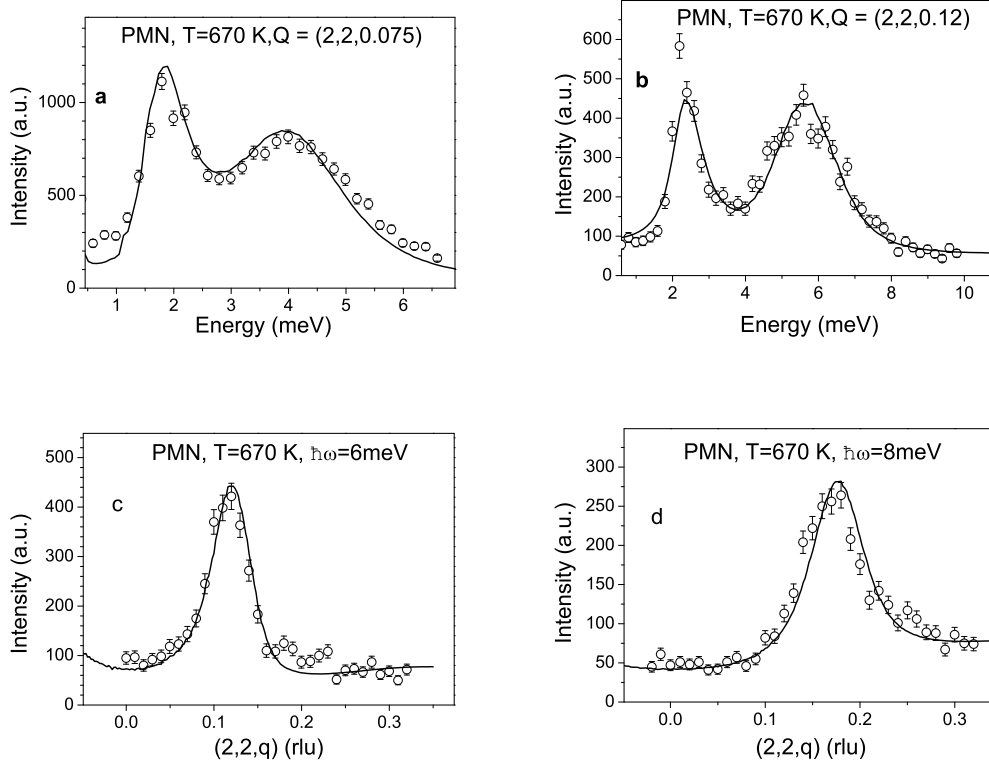 PMN, T=670 K,Q = (2,2,0.075)
a
Intensity (a.u.)
1000
500
0
1 2 3 4 5 6
Energy (meV)
PMN, T=670 K,Q = (2,2,0.12)
b
Intensity (a.u.)
600
500
400
300
200
100
0
2 4 6 8 10
Energy (meV)
PMN, T=670 K, ħω=6meV
c
Intensity (a.u.)
500
400
300
200
100
0
0.0 0.1 0.2 0.3
(2,2,q) (rlu)
PMN, T=670 K, ħω=8meV
d
Intensity (a.u.)
300
250
200
150
100
50
0
0.0 0.1 0.2 0.3
(2,2,q) (rlu)